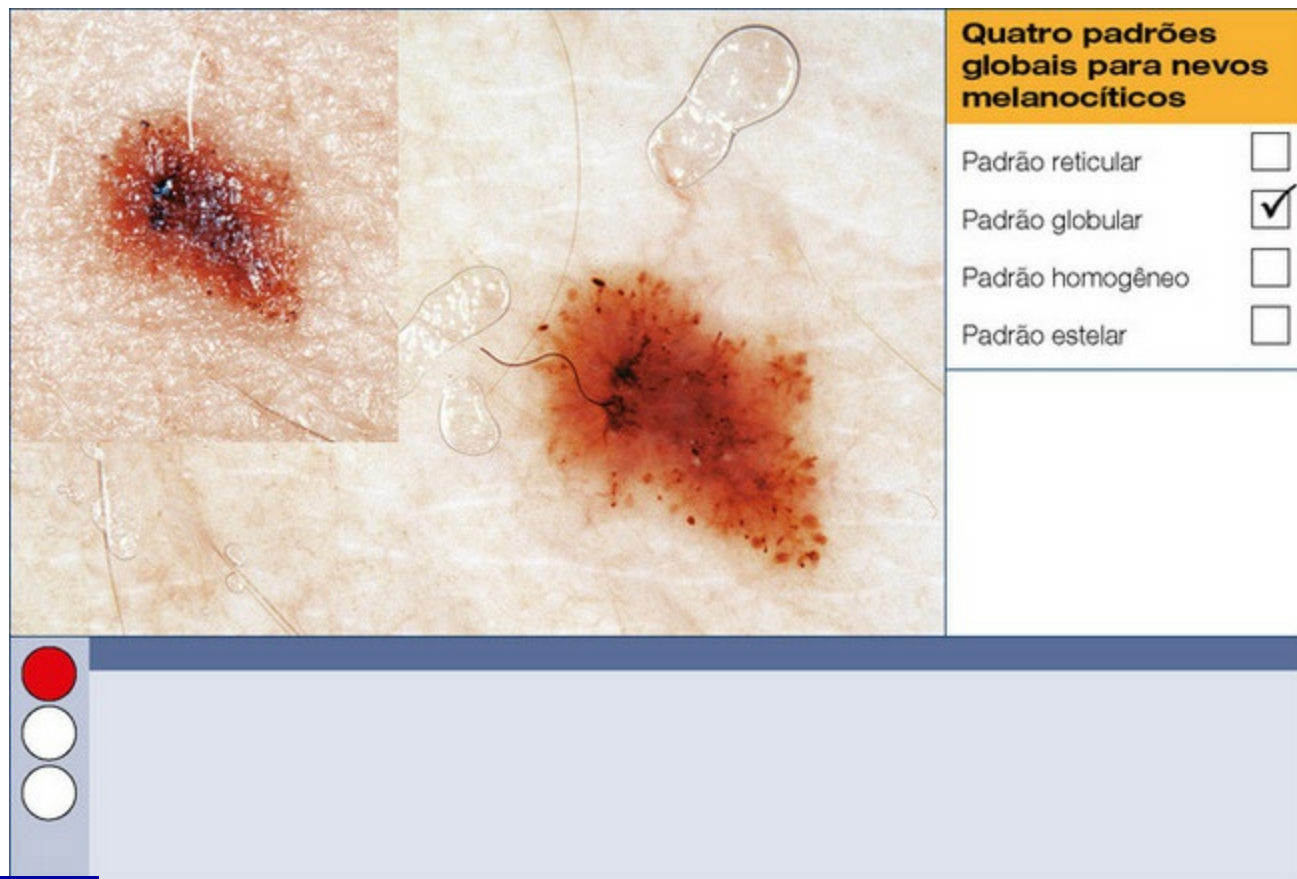 Quatro padrões
globais para nevos
melanocíticos
Padrão reticular
Padrão globular
Padrão homogêneo
Padrão estelar